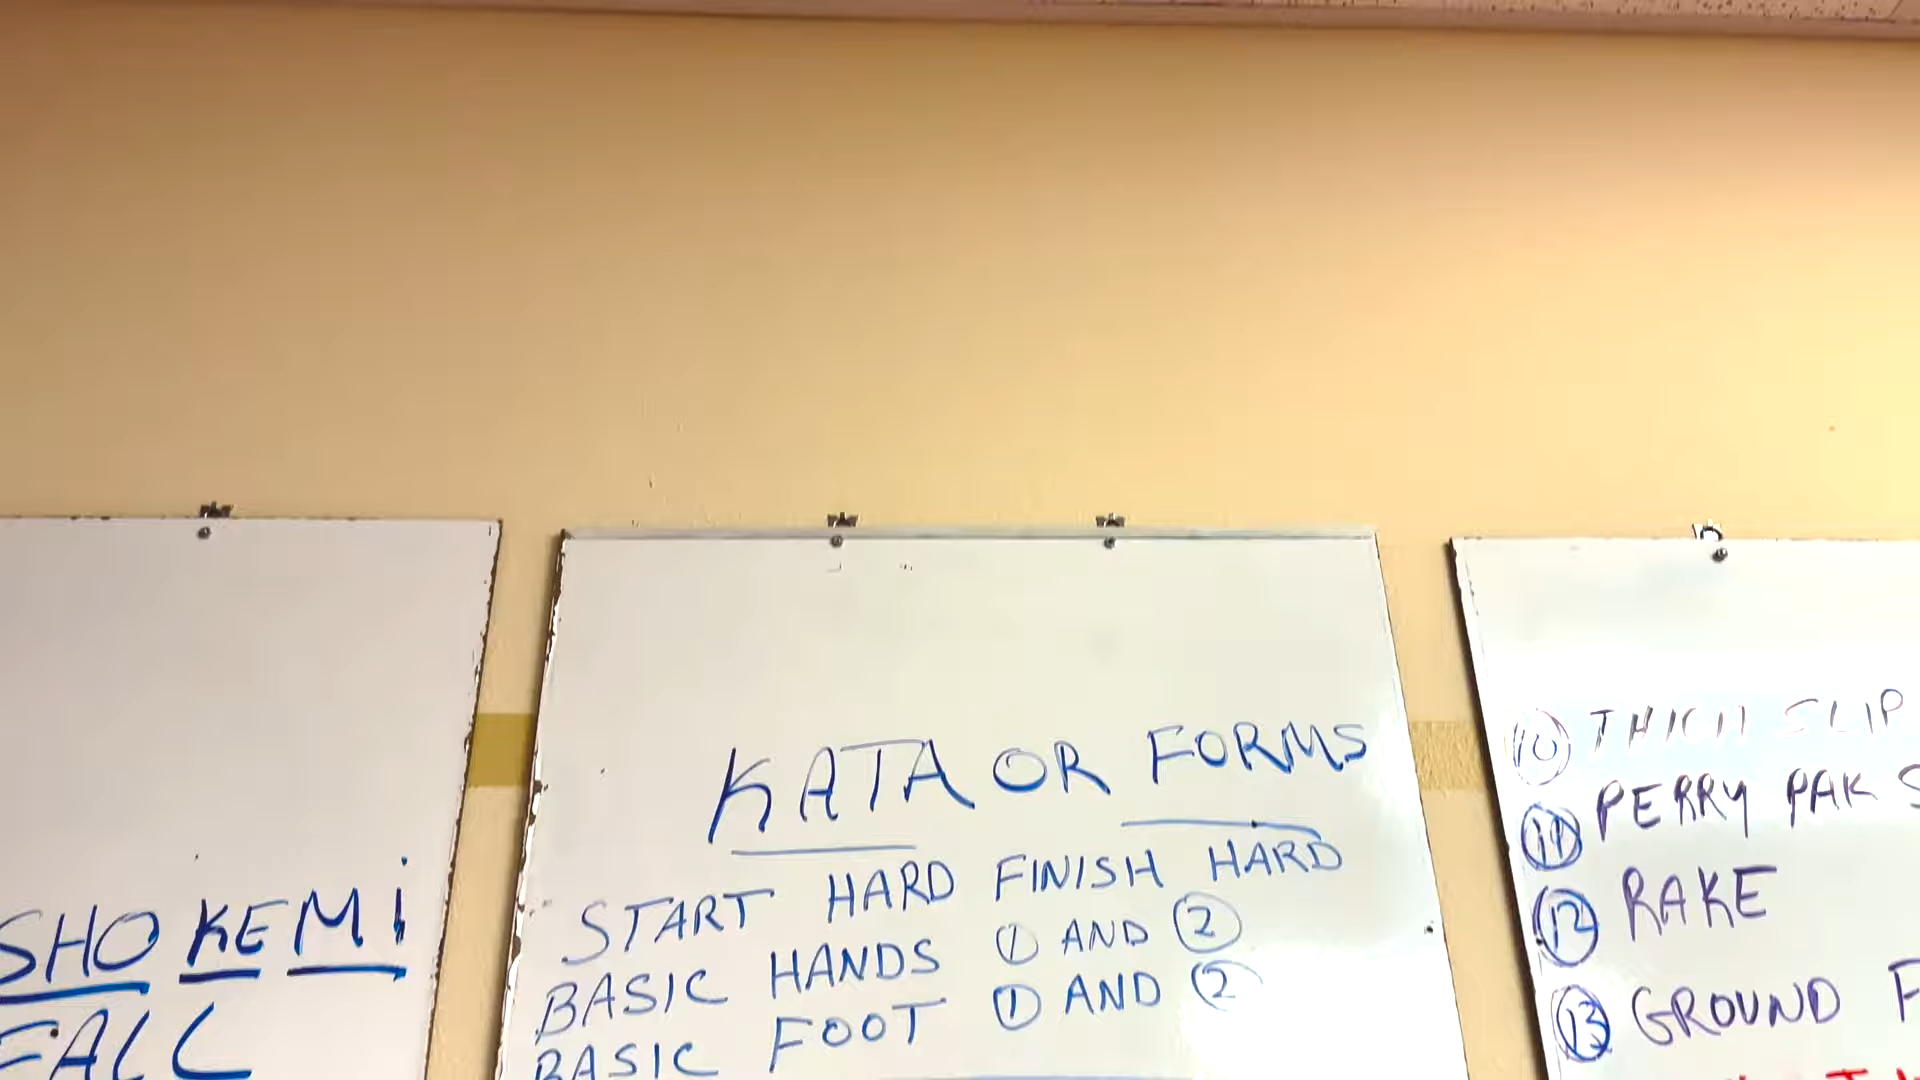 SHO KEMi
FALL
KATA OR FORMS
START HARD FINISH HARD
BASIC HANDS ① AND ②
BASIC FOOT ① AND ②
⑩ THIGH SLIP
⑪ PERRY PAK S
⑫ RAKE
⑬ GROUND F